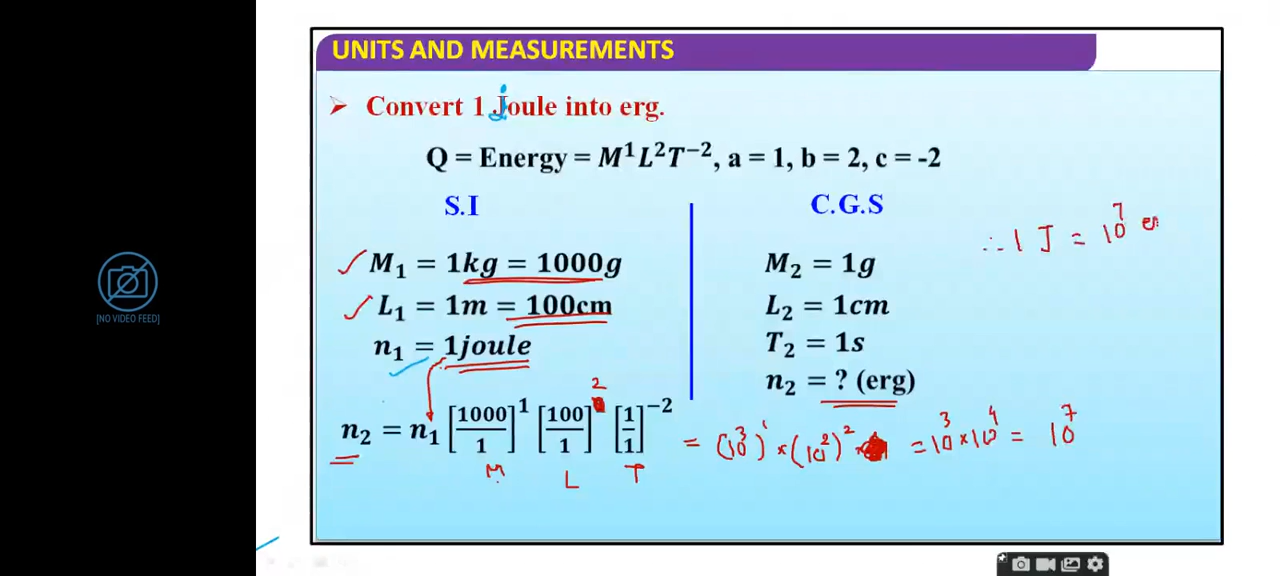 UNITS AND MEASUREMENTS
➤ Convert 1 Joule into erg.
Q = Energy = M¹L²T⁻², a = 1, b = 2, c = -2
S.I
C.G.S
∴ 1 J = 10⁷ er
M₁ = 1kg = 1000g
L₁ = 1m = 100cm
n₁ = 1joule
M₂ = 1g
L₂ = 1cm
T₂ = 1s
n₂ = ? (erg)
n₂ = n₁ [1000/1]¹ [100/1]² [1/1]⁻² = (10³)¹ × (10²)² × = 10³ × 10⁴ = 10⁷
M L T
[NO VIDEO FEED]